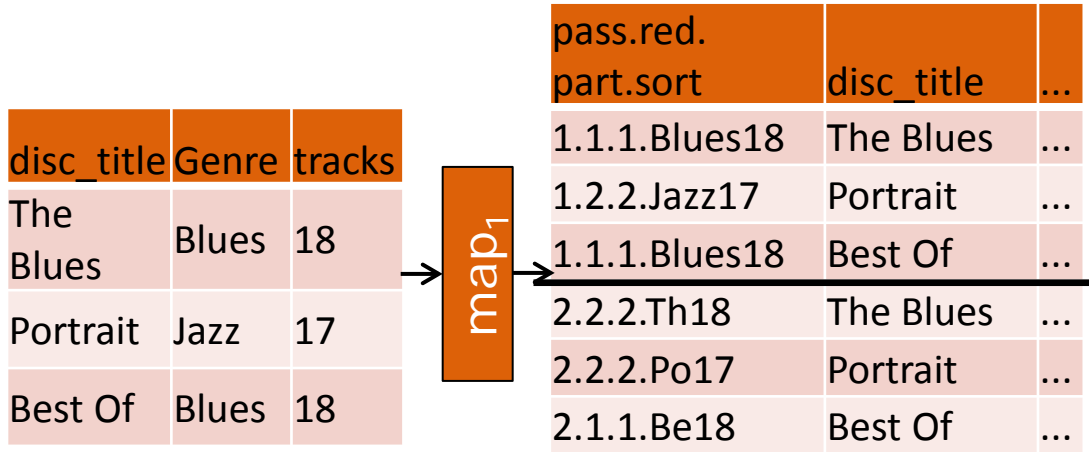 disc_title Genre tracks
The
Blues Blues 18
Portrait Jazz 17
Best Of Blues 18
map₁
pass.red.
part.sort disc_title ...
1.1.1.Blues18 The Blues ...
1.2.2.Jazz17 Portrait ...
1.1.1.Blues18 Best Of ...
2.2.2.Th18 The Blues ...
2.2.2.Po17 Portrait ...
2.1.1.Be18 Best Of ...